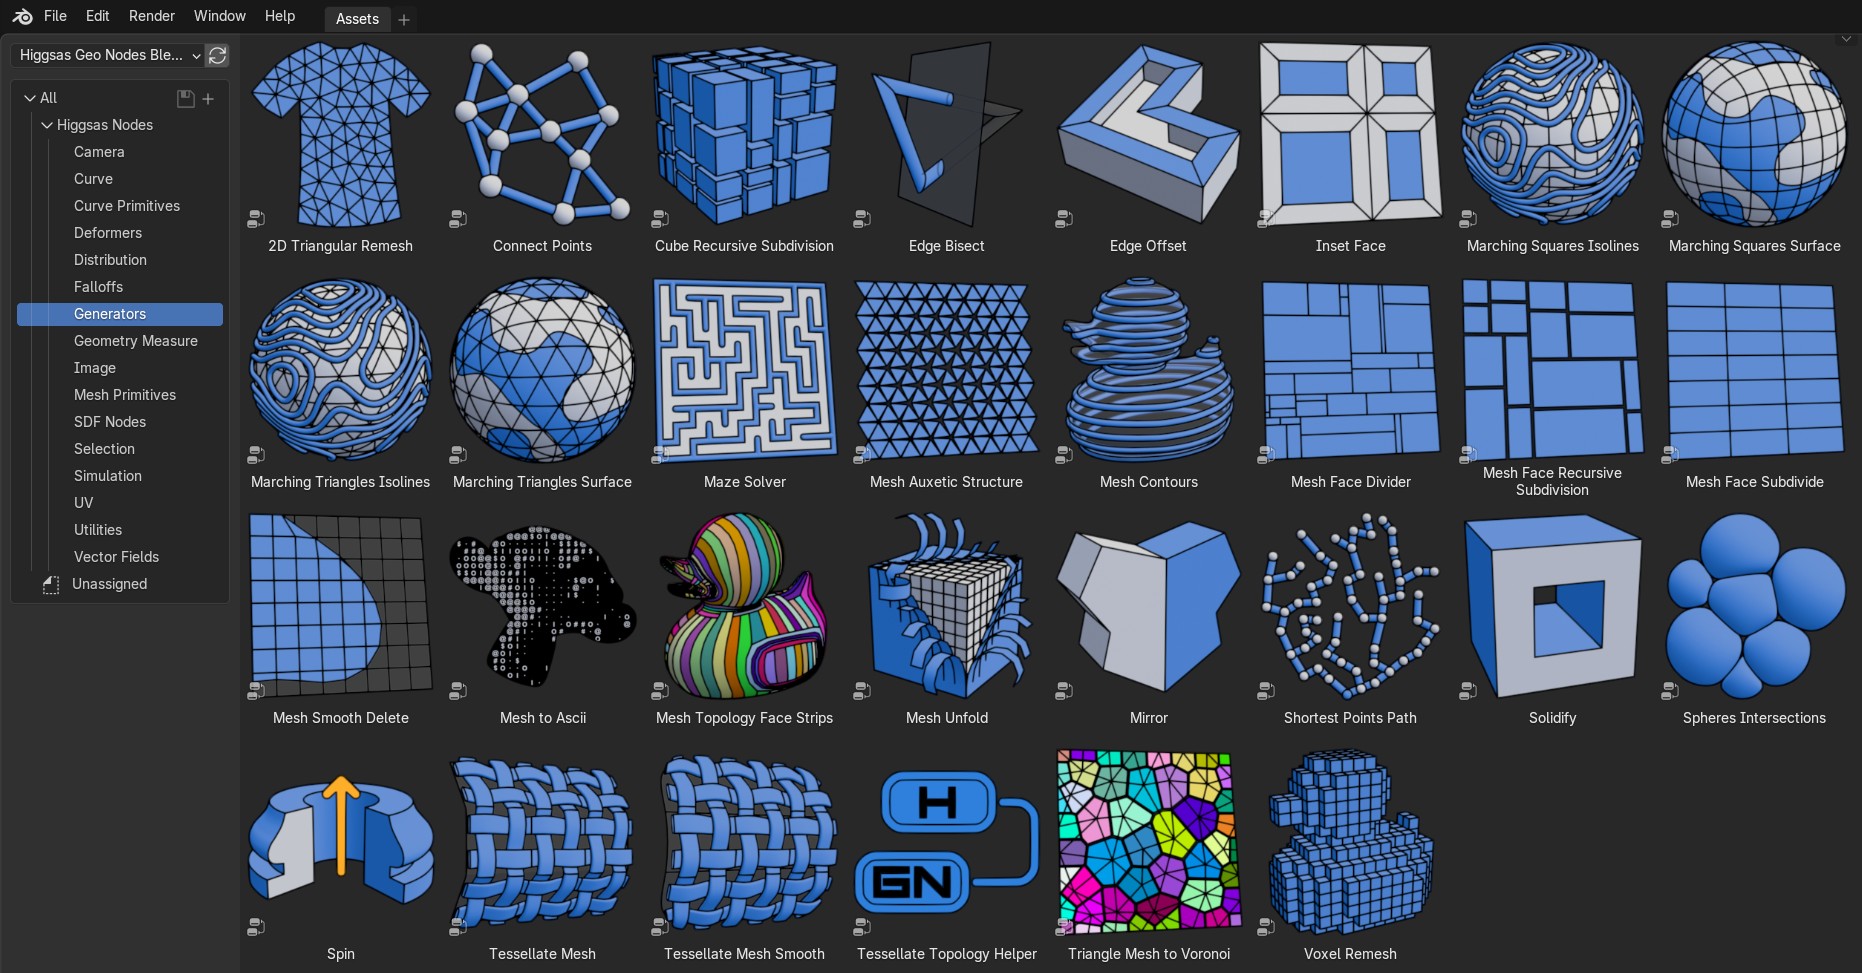 File Edit Render Window Help Assets
Higgsas Geo Nodes Ble...
All
Higgsas Nodes
Camera
Curve
Curve Primitives
Deformers
Distribution
Falloffs
Generators
Geometry Measure
Image
Mesh Primitives
SDF Nodes
Selection
Simulation
UV
Utilities
Vector Fields
Unassigned
2D Triangular Remesh
Connect Points
Cube Recursive Subdivision
Edge Bisect
Edge Offset
Inset Face
Marching Squares Isolines
Marching Squares Surface
Marching Triangles Isolines
Marching Triangles Surface
Maze Solver
Mesh Auxetic Structure
Mesh Contours
Mesh Face Divider
Mesh Face Recursive
Subdivision
Mesh Face Subdivide
Mesh Smooth Delete
Mesh to Ascii
Mesh Topology Face Strips
Mesh Unfold
Mirror
Shortest Points Path
Solidify
Spheres Intersections
H
GN
Spin
Tessellate Mesh
Tessellate Mesh Smooth
Tessellate Topology Helper
Triangle Mesh to Voronoi
Voxel Remesh